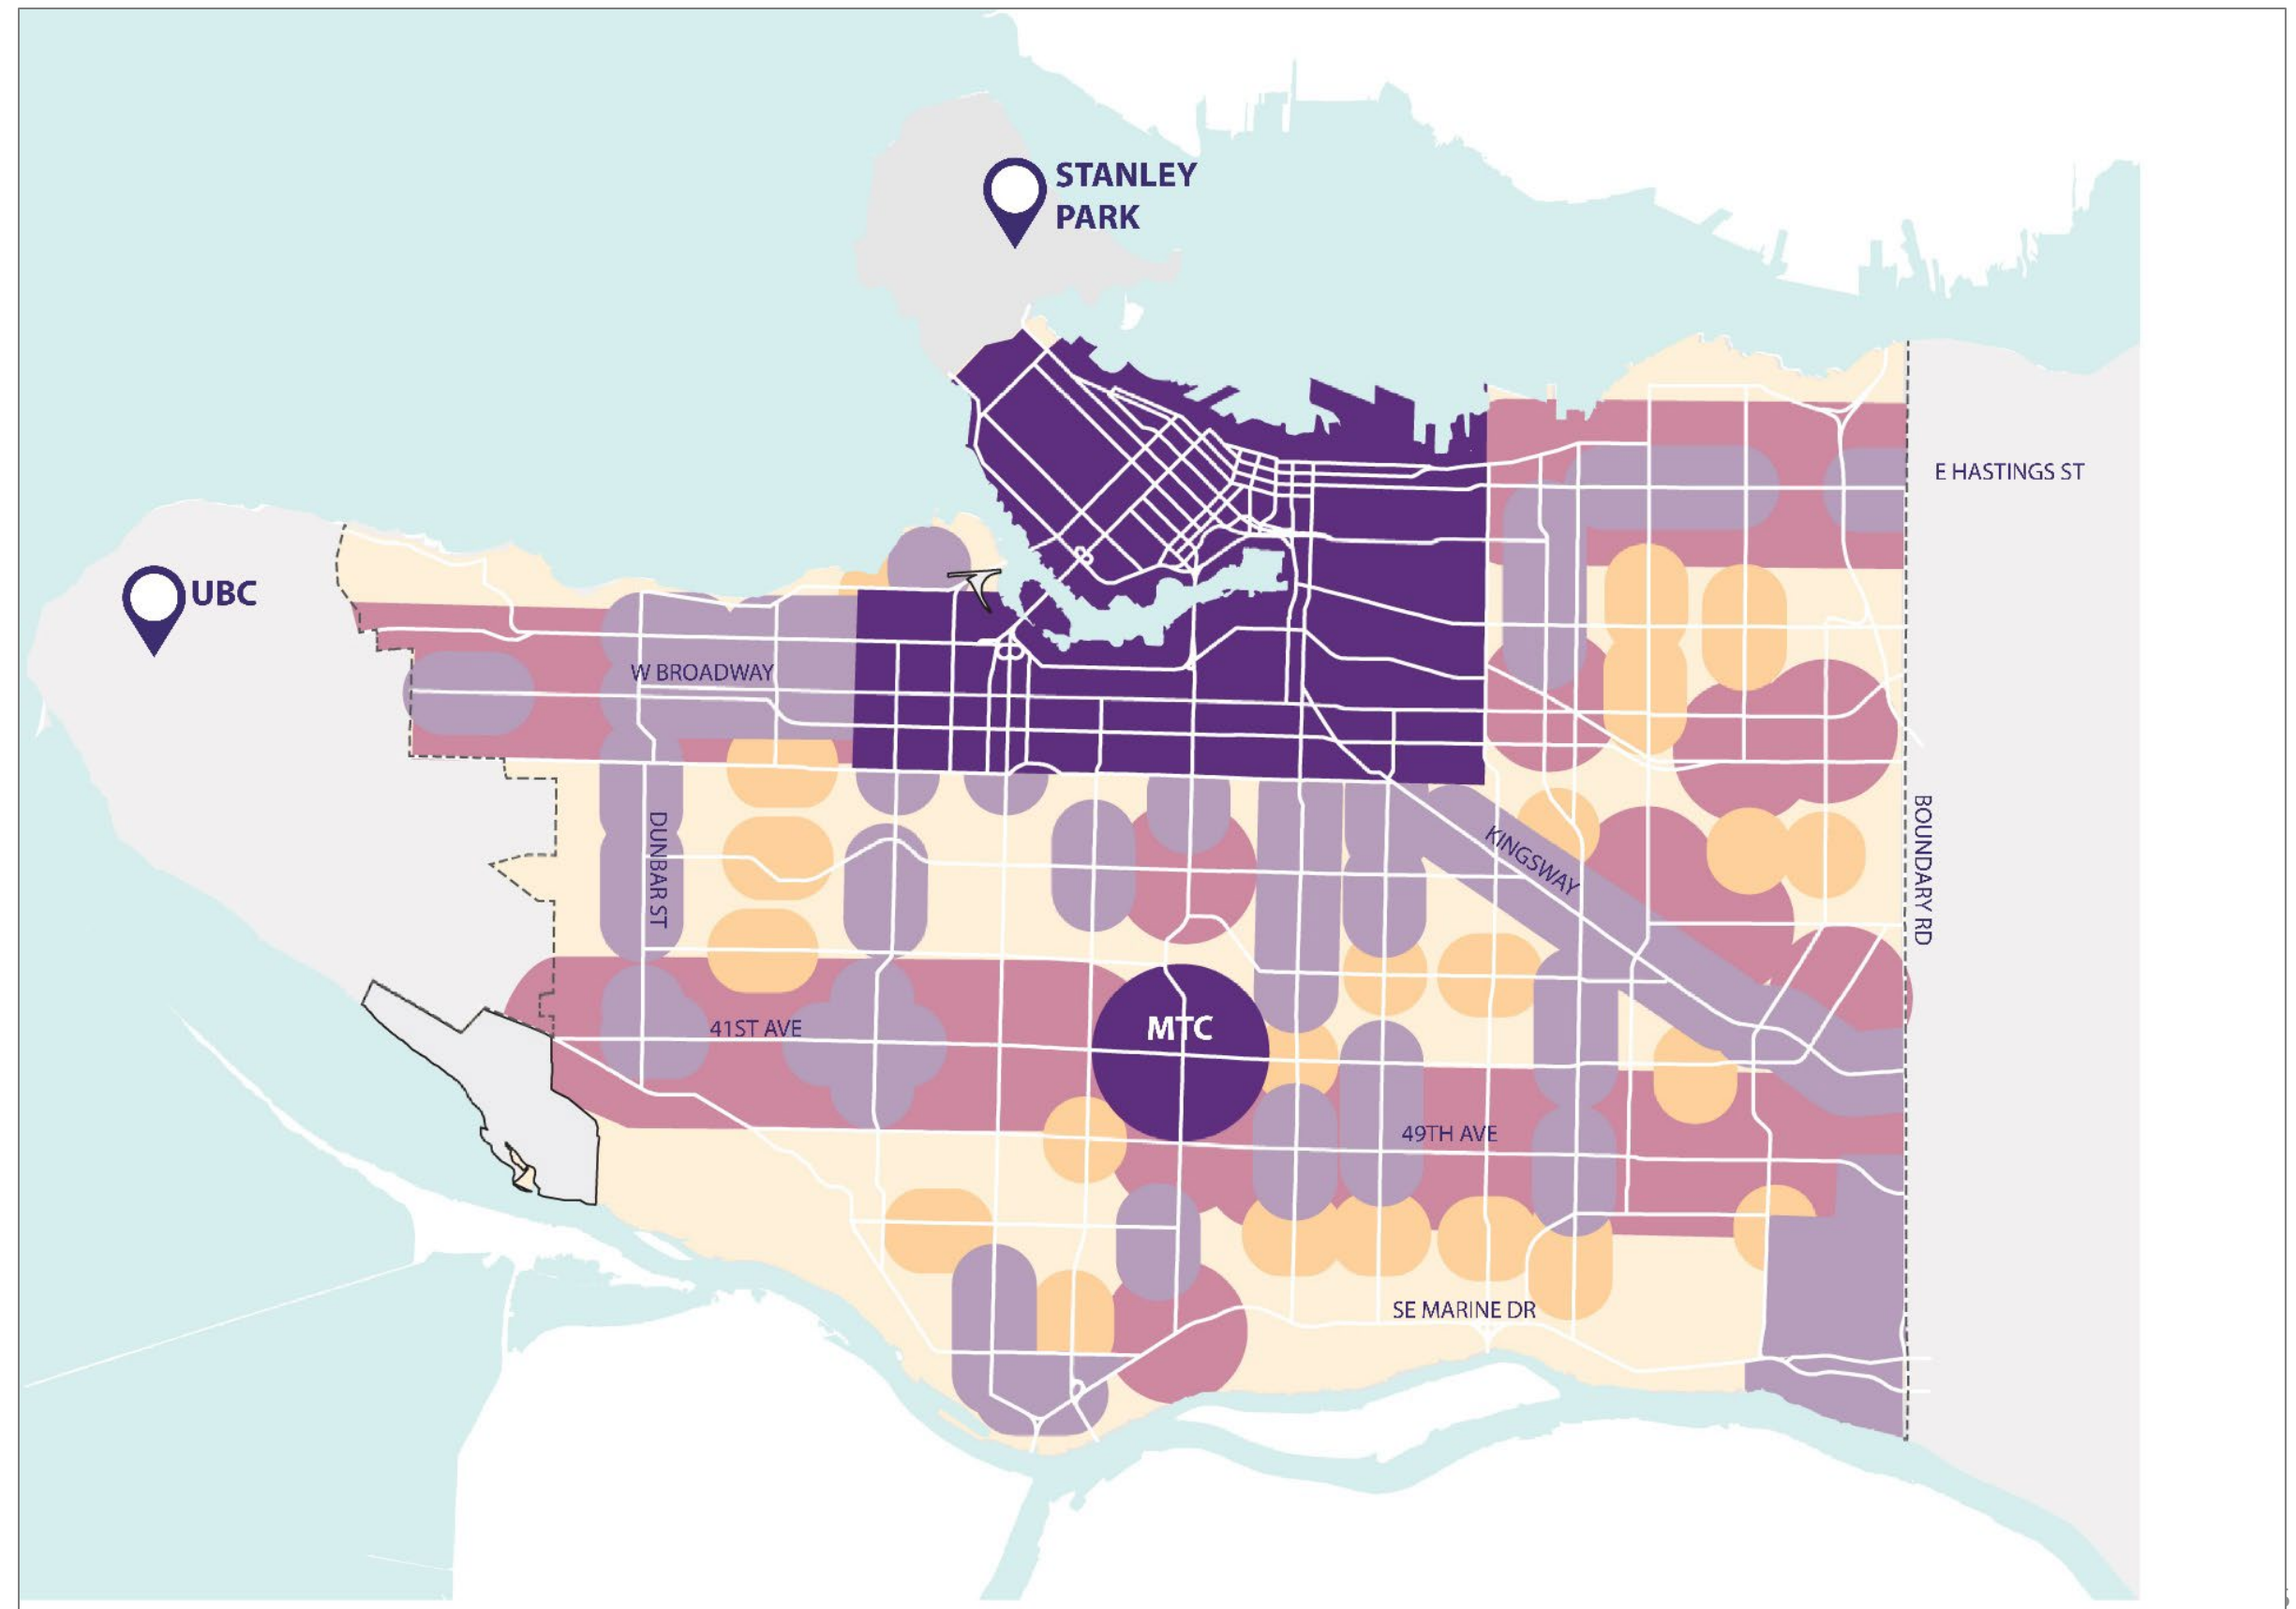 STANLEY
PARK
E HASTINGS ST
UBC
W BROADWAY
DUNBAR ST
KINGSWAY
BOUNDARY RD
41ST AVE
MTC
49TH AVE
SE MARINE DR